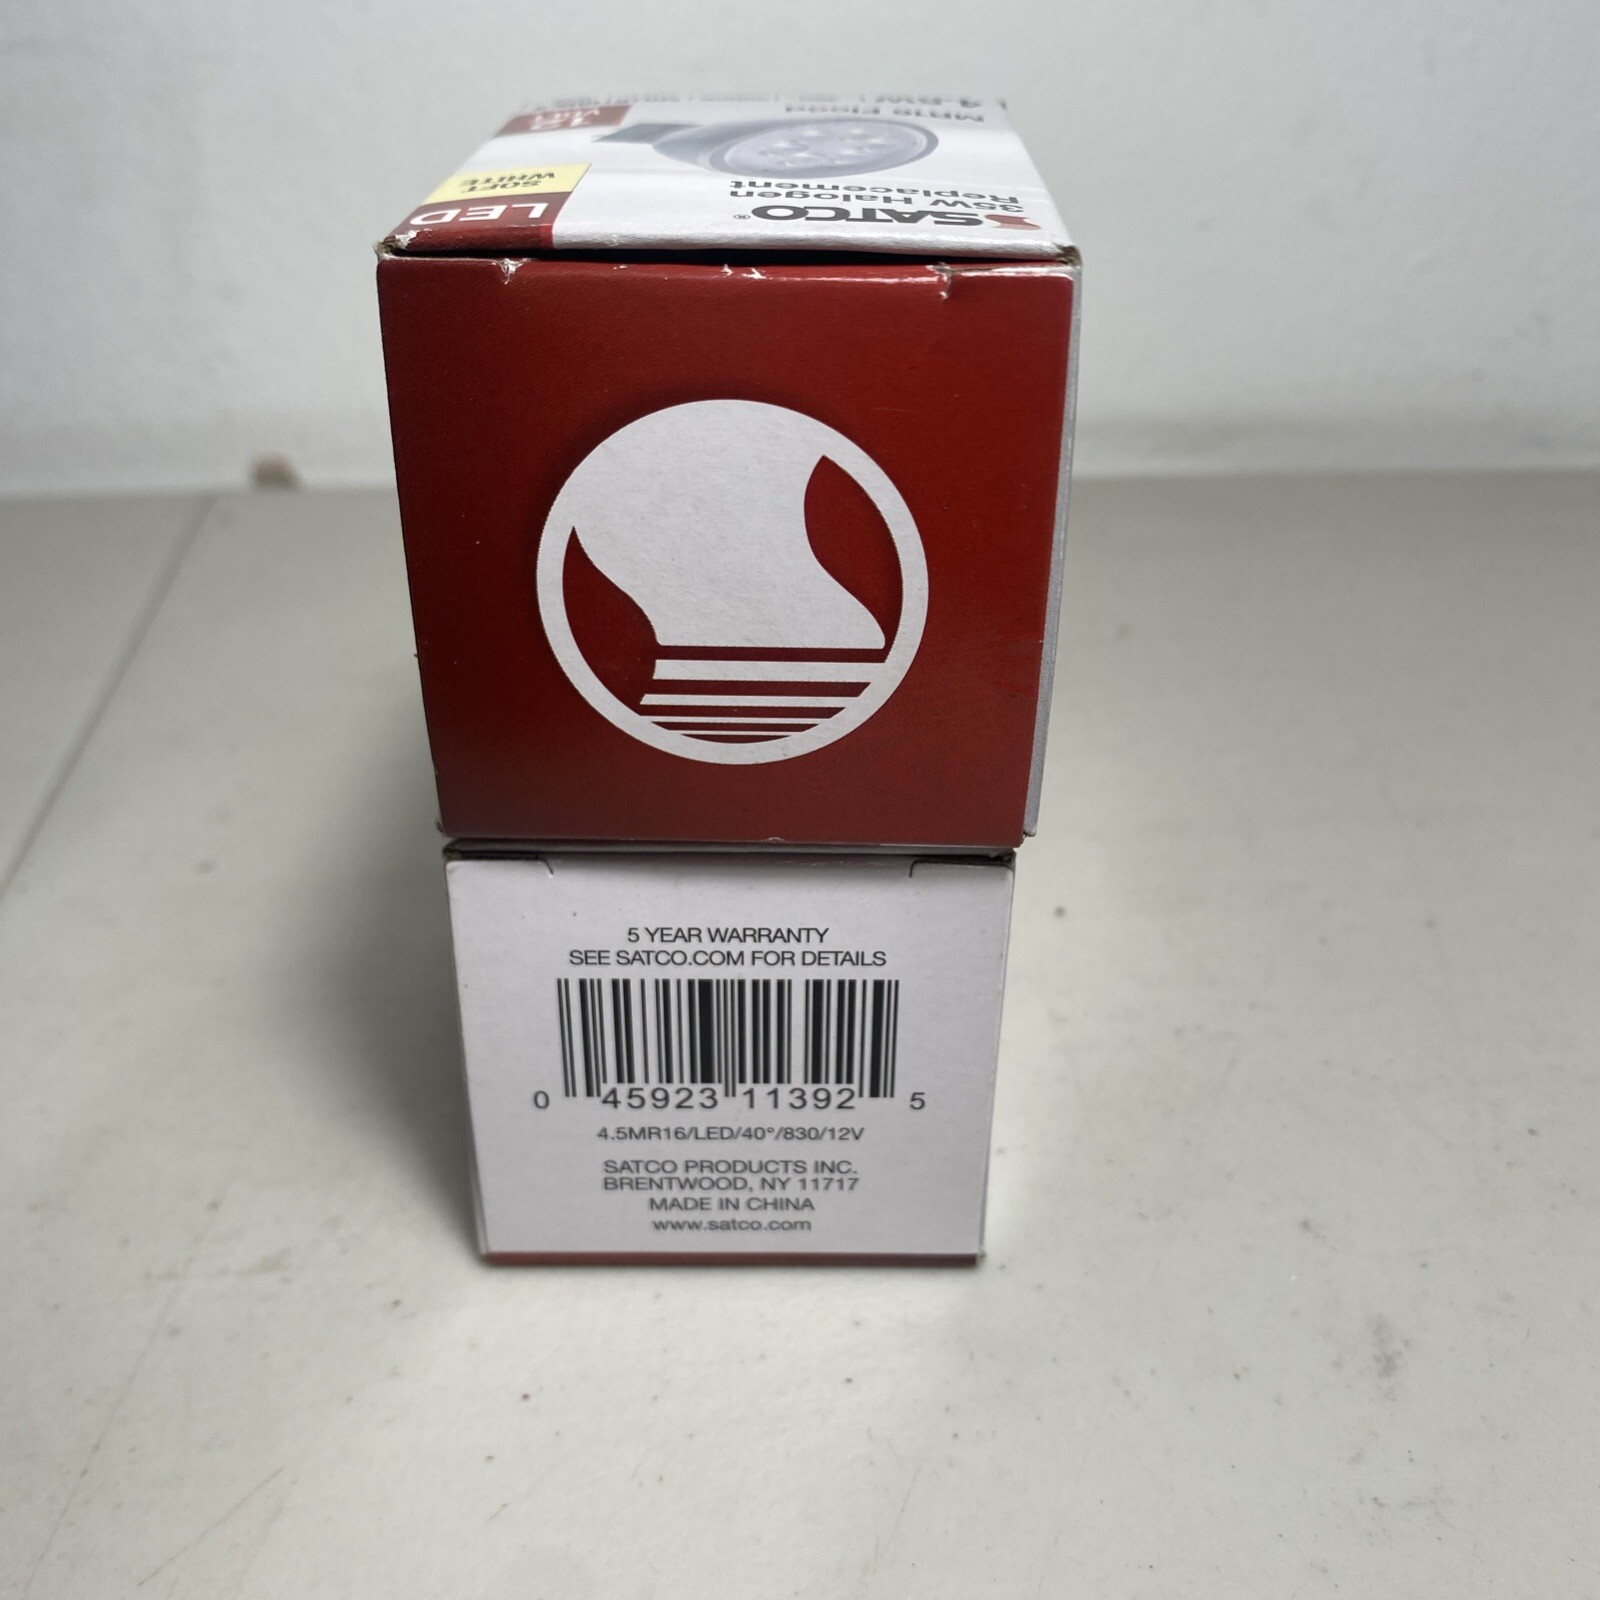 SATCO®
35W Halogen
Replacement
MR16 Flood
LED
SOFT
WHITE
12
VOLT
5 YEAR WARRANTY
SEE SATCO.COM FOR DETAILS
0 45923 11392 5
4.5MR16/LED/40°/830/12V
SATCO PRODUCTS INC.
BRENTWOOD, NY 11717
MADE IN CHINA
www.satco.com